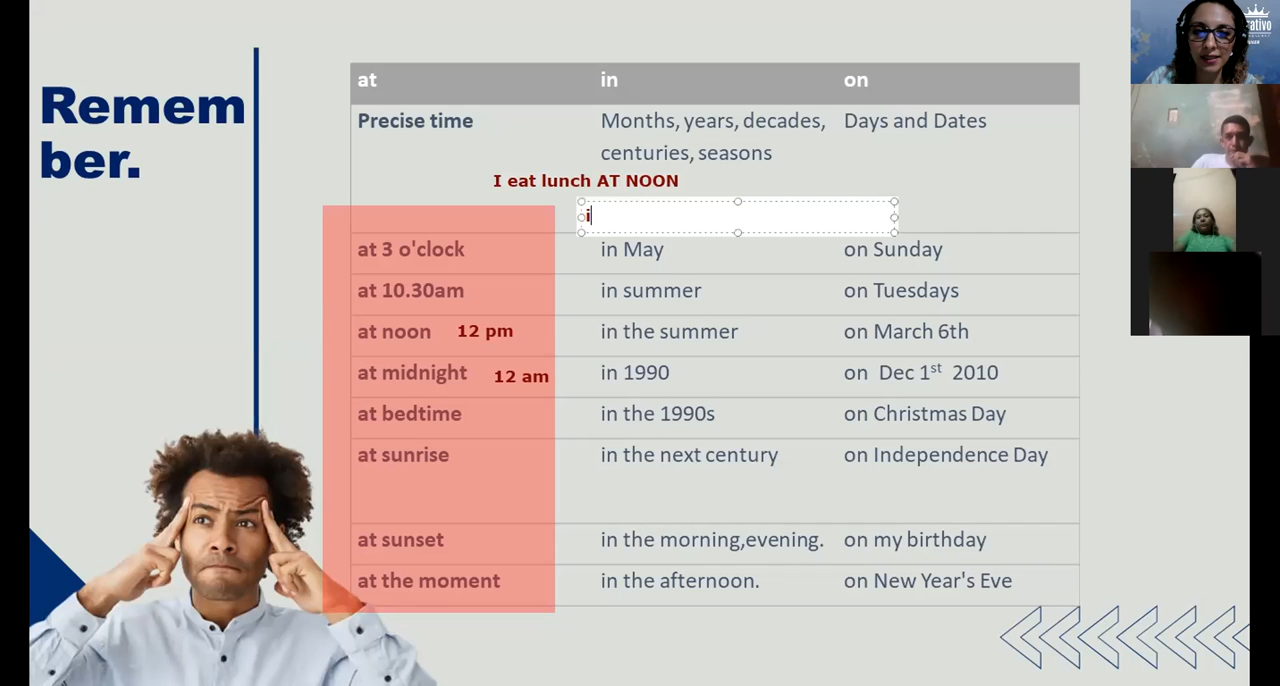 Remem
ber.
at in on
Precise time Months, years, decades, Days and Dates
centuries, seasons
I eat lunch AT NOON
i
at 3 o'clock in May on Sunday
at 10.30am in summer on Tuesdays
at noon 12 pm in the summer on March 6th
at midnight 12 am in 1990 on Dec 1st 2010
at bedtime in the 1990s on Christmas Day
at sunrise in the next century on Independence Day
at sunset in the morning,evening. on my birthday
at the moment in the afternoon. on New Year's Eve